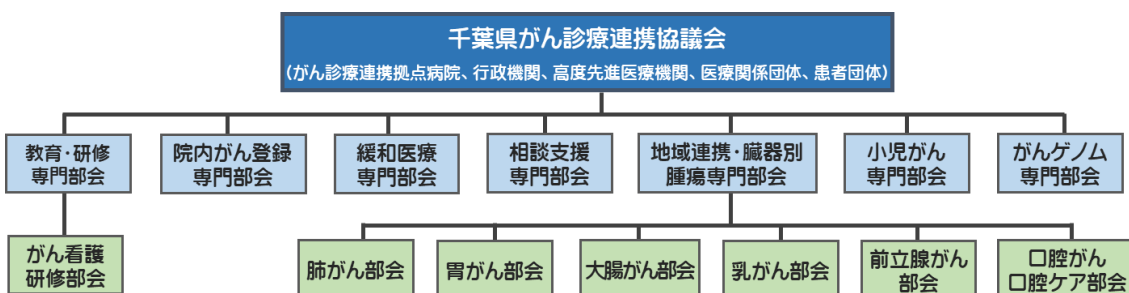 千葉県がん診療連携協議会
（がん診療連携拠点病院、行政機関、高度先進医療機関、医療関係団体、患者団体）
教育・研修
専門部会
院内がん登録
専門部会
緩和医療
専門部会
相談支援
専門部会
地域連携・臓器別
腫瘍専門部会
小児がん
専門部会
がんゲノム
専門部会
がん看護
研修部会
肺がん部会
胃がん部会
大腸がん部会
乳がん部会
前立腺がん
部会
口腔がん
口腔ケア部会